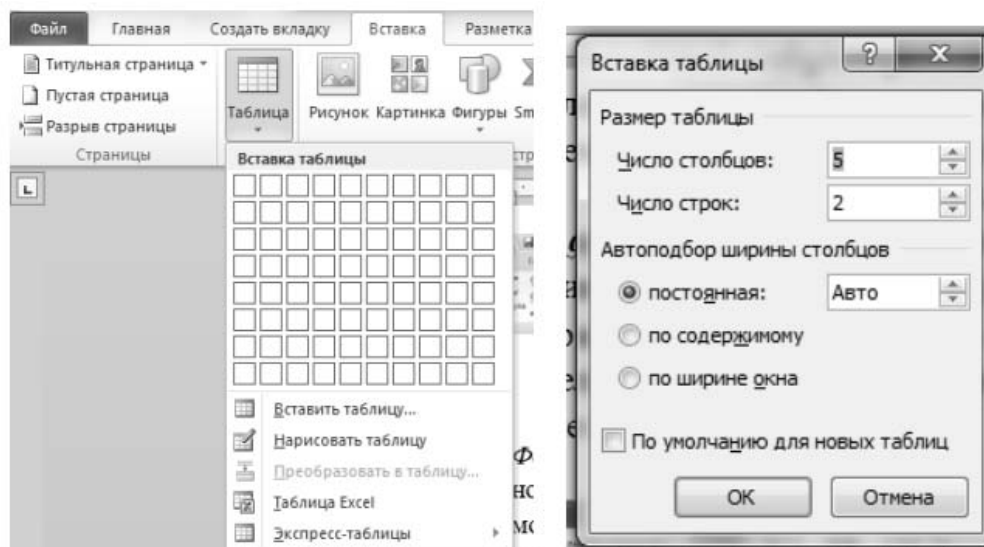 Файл Главная Создать вкладку Вставка Разметка
Титульная страница
Пустая страница
Разрыв страницы
Страницы
Таблица
Рисунок Картинка Фигуры Sm
Вставка таблицы
Вставить таблицу...
Нарисовать таблицу
Преобразовать в таблицу...
Таблица Excel
Экспресс-таблицы
Вставка таблицы
Размер таблицы
Число столбцов: 5
Число строк: 2
Автоподбор ширины столбцов
постоянная: Авто
по содержимому
по ширине окна
По умолчанию для новых таблиц
ОК Отмена